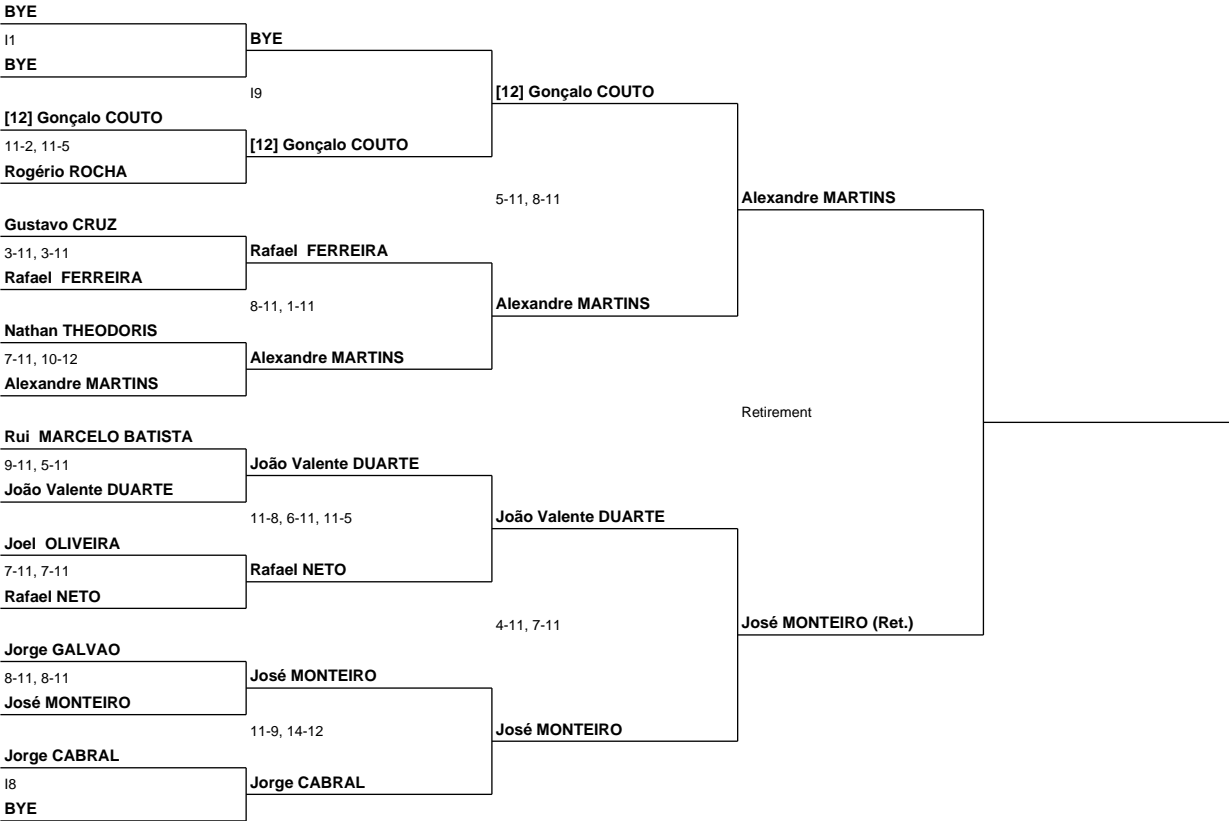 BYE
I1
BYE
BYE
I9
[12] Gonçalo COUTO
[12] Gonçalo COUTO
11-2, 11-5
[12] Gonçalo COUTO
Rogério ROCHA
5-11, 8-11
Alexandre MARTINS
Gustavo CRUZ
3-11, 3-11
Rafael  FERREIRA
Rafael  FERREIRA
8-11, 1-11
Alexandre MARTINS
Nathan THEODORIS
7-11, 10-12
Alexandre MARTINS
Alexandre MARTINS
Retirement
Rui  MARCELO BATISTA
9-11, 5-11
João Valente DUARTE
João Valente DUARTE
11-8, 6-11, 11-5
João Valente DUARTE
Joel  OLIVEIRA
7-11, 7-11
Rafael NETO
Rafael NETO
4-11, 7-11
José MONTEIRO (Ret.)
Jorge GALVAO
8-11, 8-11
José MONTEIRO
José MONTEIRO
11-9, 14-12
José MONTEIRO
Jorge CABRAL
I8
Jorge CABRAL
BYE